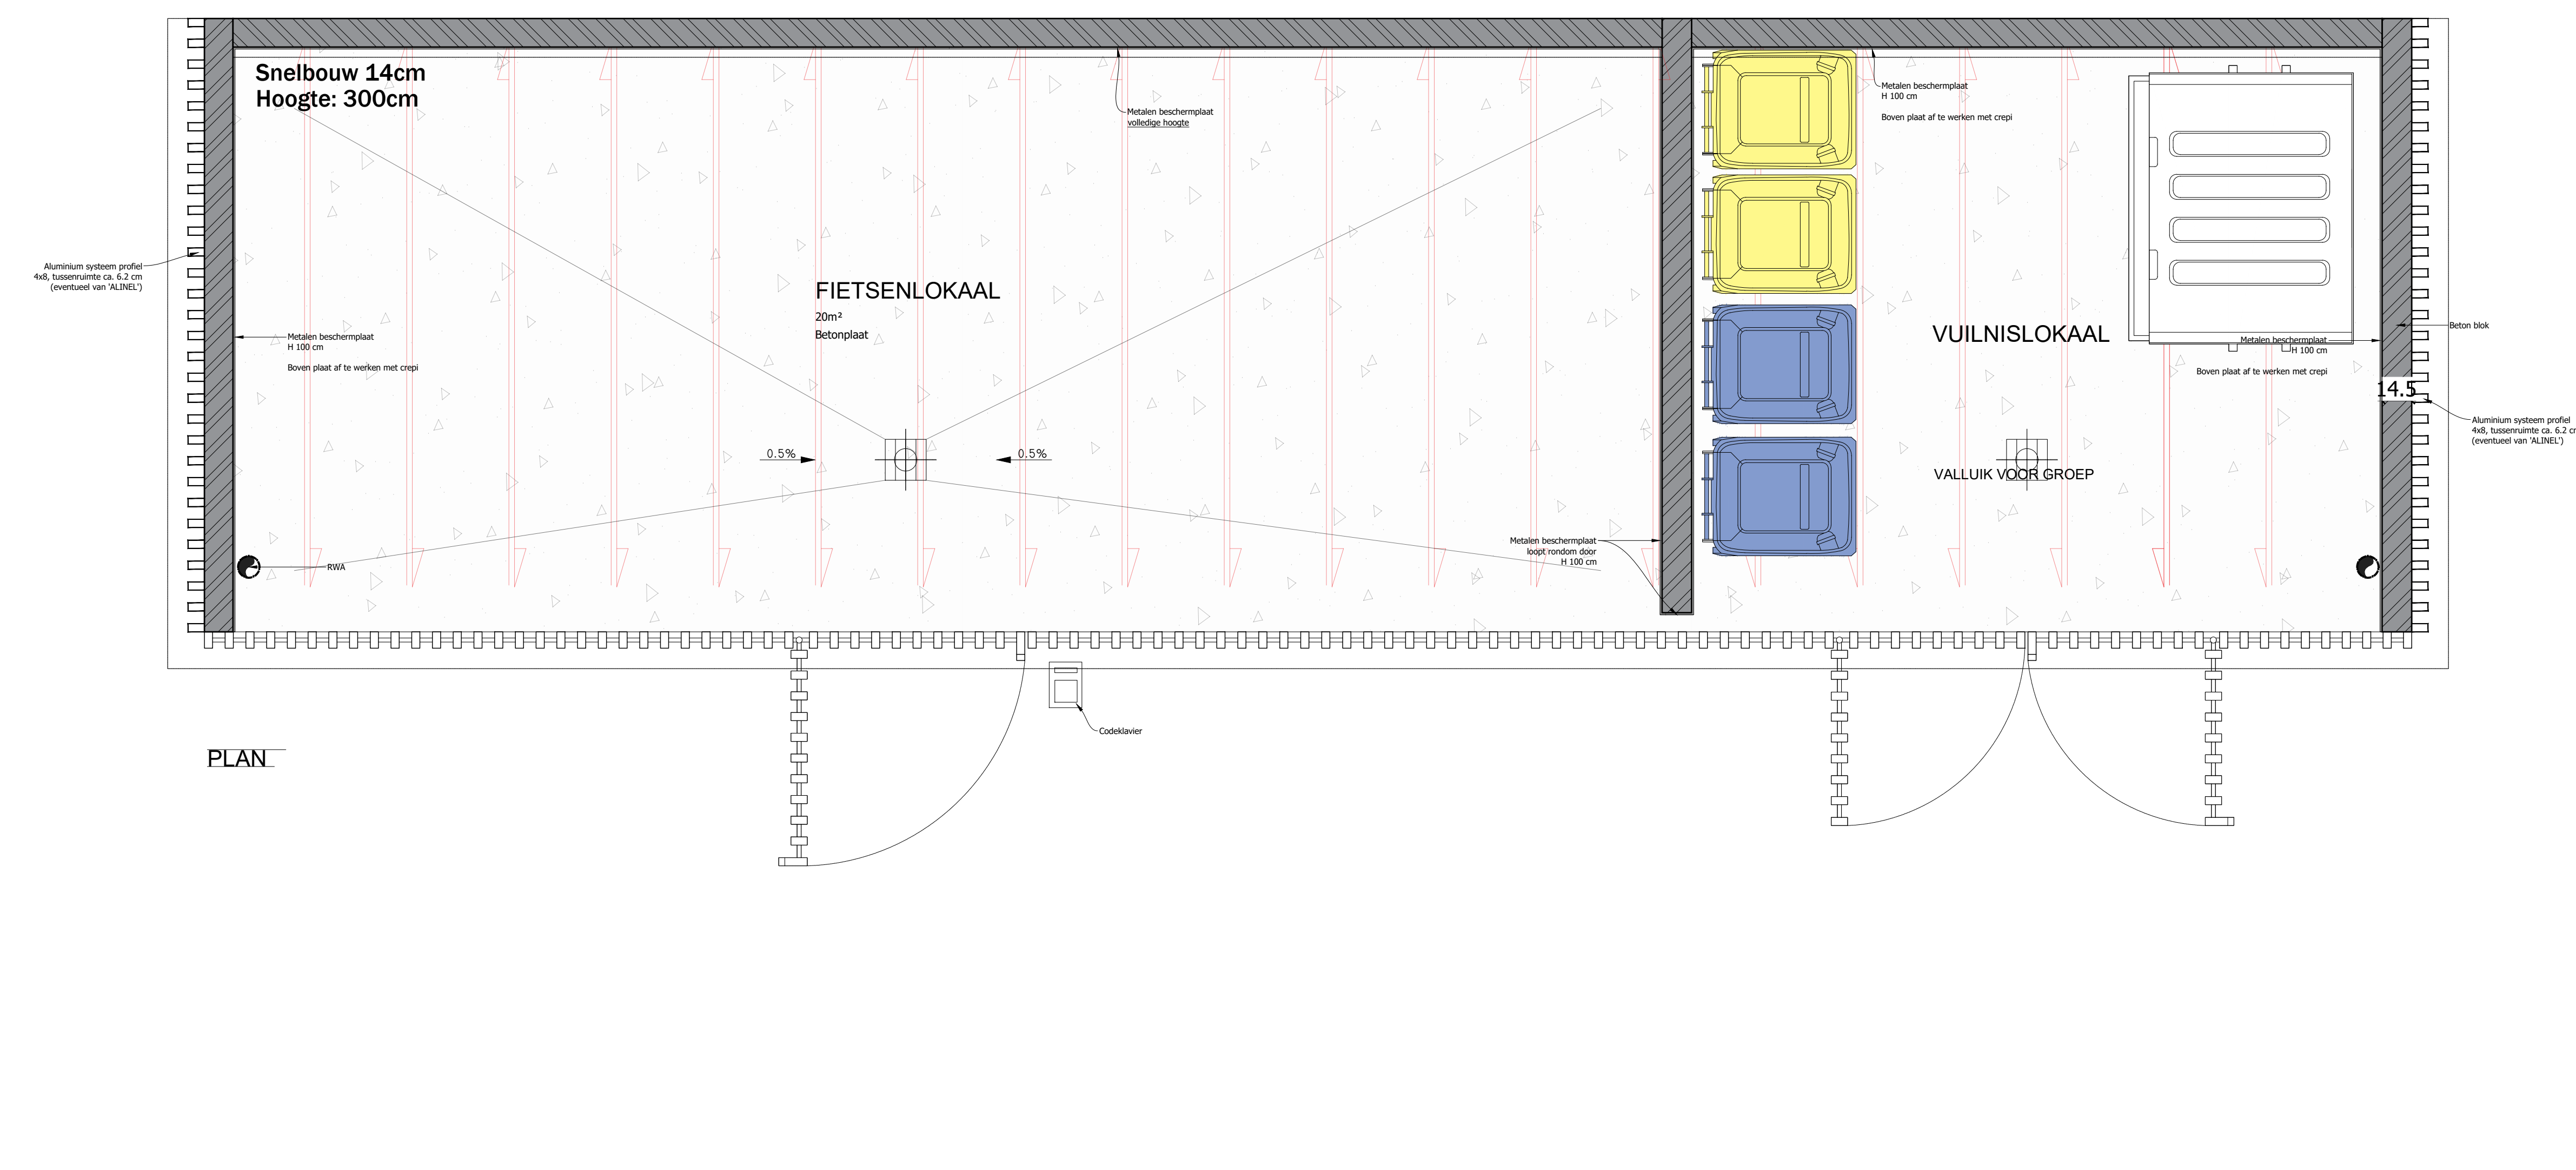 Snelbouw 14cm
Hoogte: 300cm
Metalen beschermplaat
volledige hoogte
Metalen beschermplaat
H 100 cm
Boven plaat af te werken met crepi
Aluminium systeem profiel
4x8, tussenruimte ca. 6.2 cm
(eventueel van 'ALINEL')
FIETSENLOKAAL
20m²
Betonplaat
Metalen beschermplaat
H 100 cm
Boven plaat af te werken met crepi
VUILNISLOKAAL
Beton blok
Metalen beschermplaat
H 100 cm
Boven plaat af te werken met crepi
14.5
Aluminium systeem profiel
4x8, tussenruimte ca. 6.2 cm
(eventueel van 'ALINEL')
0.5%
0.5%
VALLUIK VOOR GROEP
Metalen beschermplaat
loopt rondom door
H 100 cm
RWA
Codeklavier
PLAN